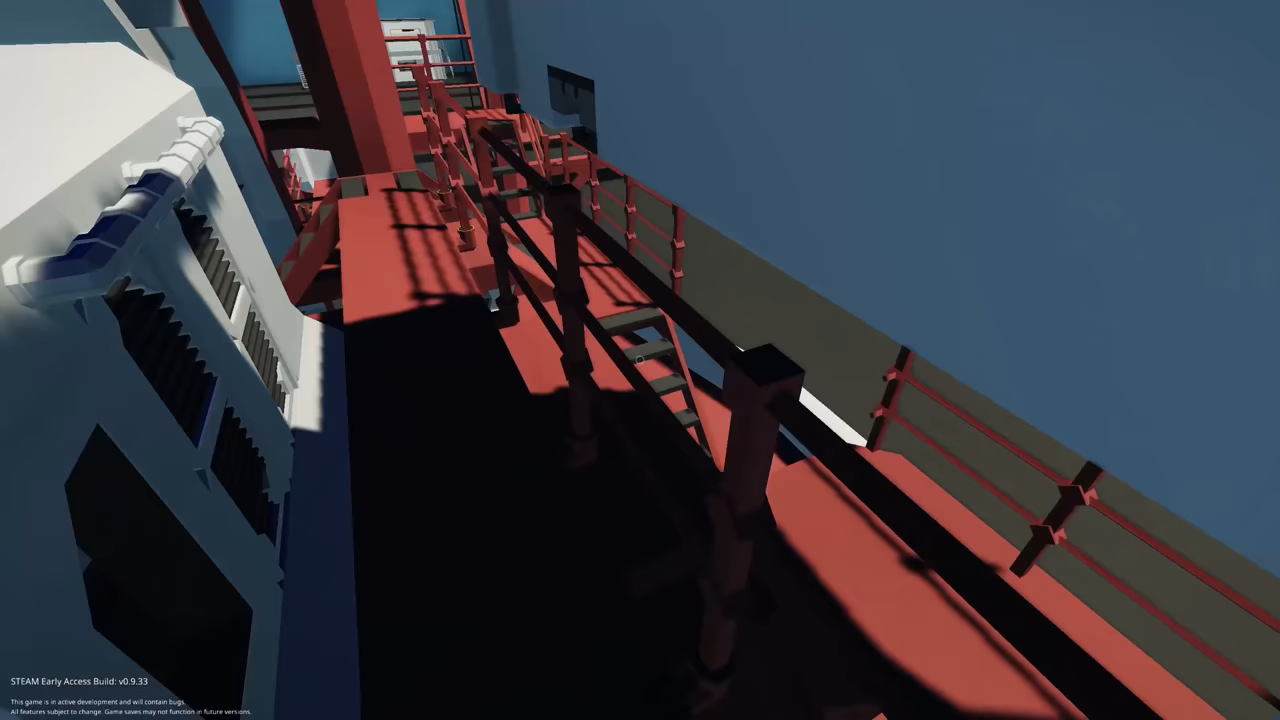 STEAM Early Access Build: v0.9.33
This game is in active development and will contain bugs.
All features subject to change. Game saves may not function in future versions.